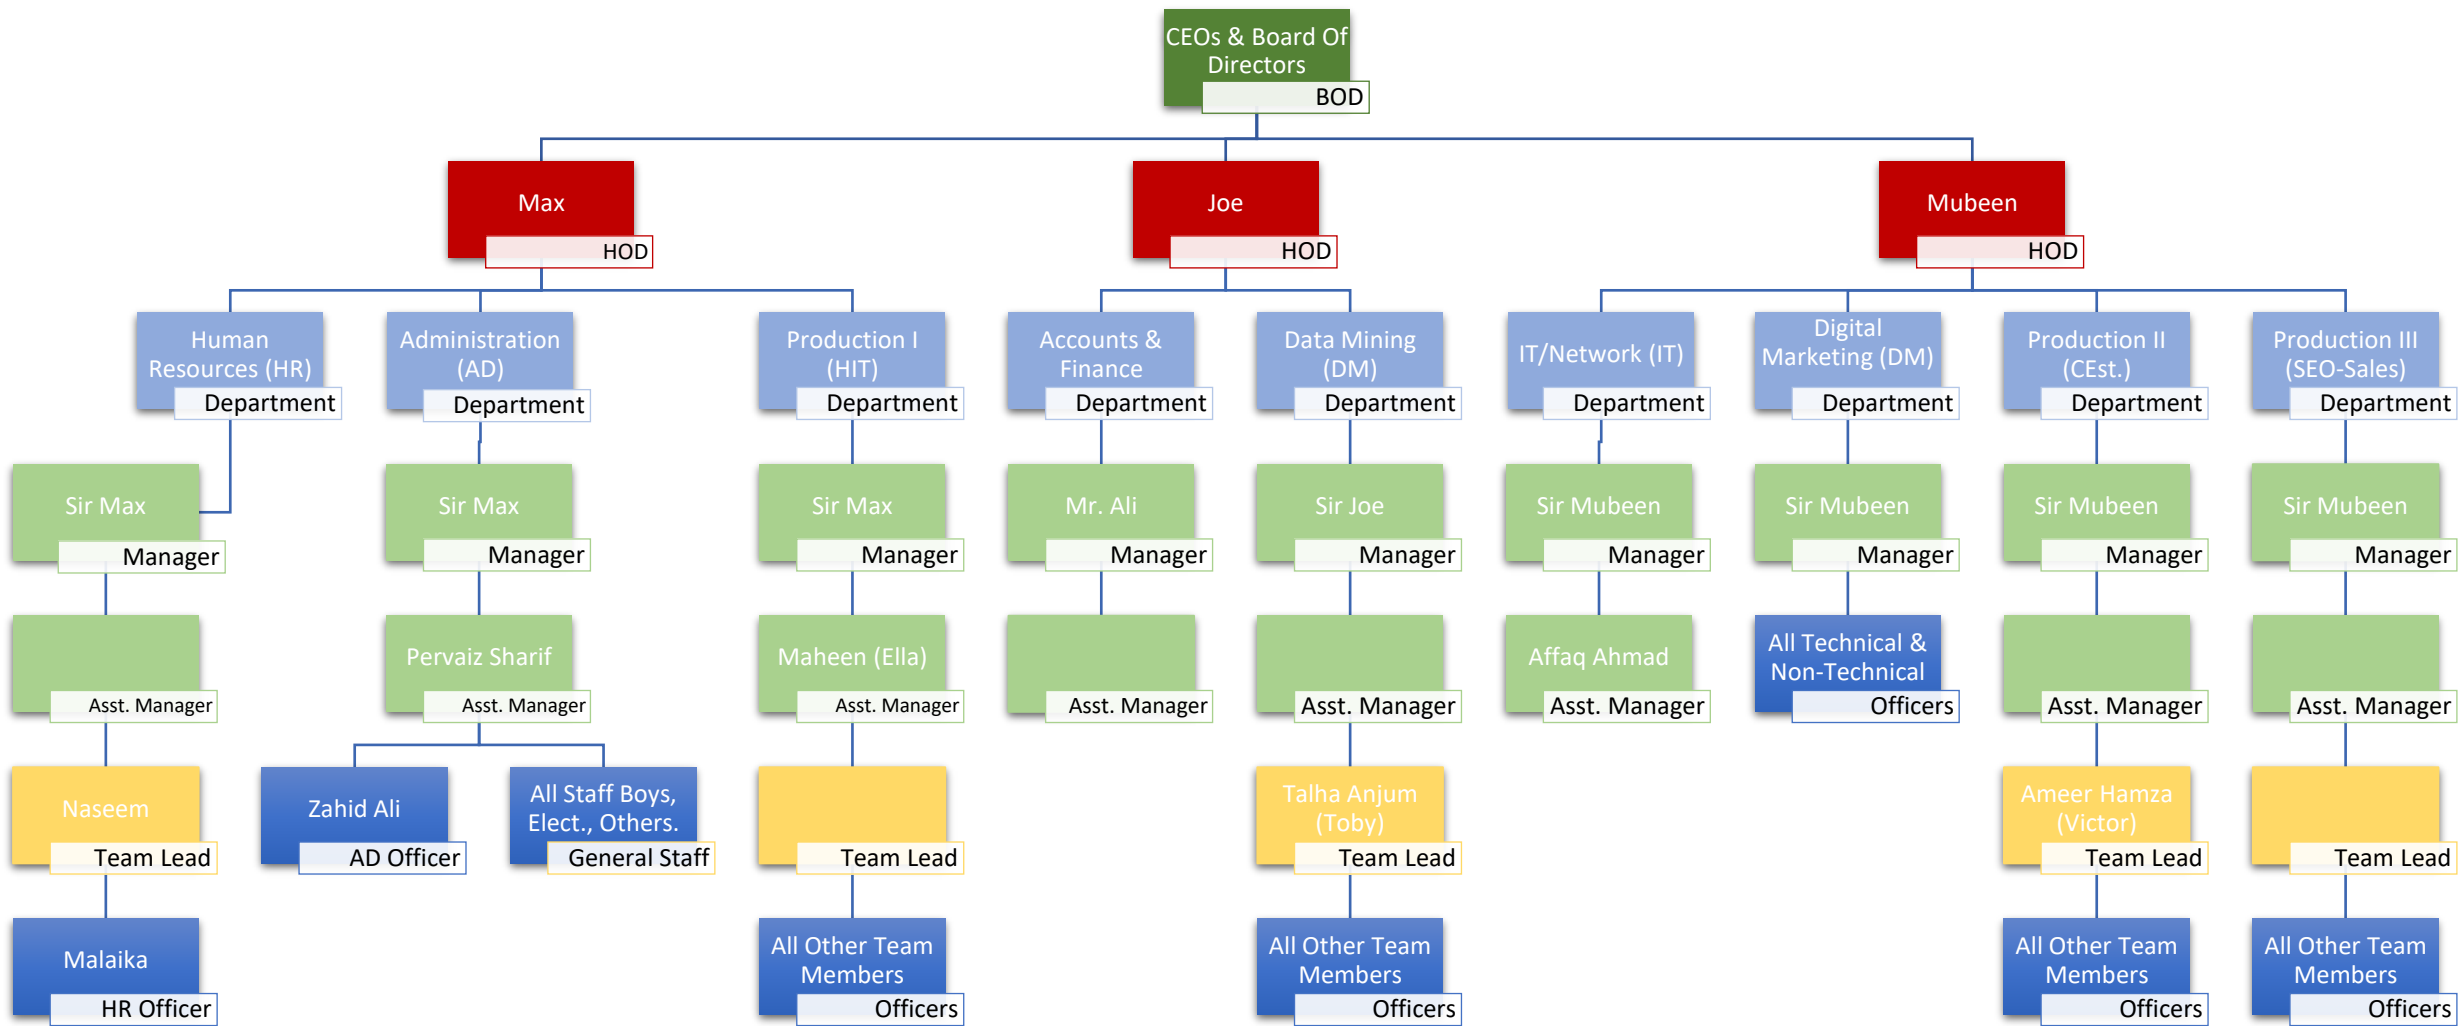 CEOs & Board Of
Directors
BOD
Max
HOD
Joe
HOD
Mubeen
HOD
Human
Resources (HR)
Department
Administration
(AD)
Department
Production I
(HIT)
Department
Accounts &
Finance
Department
Data Mining
(DM)
Department
IT/Network (IT)
Department
Digital
Marketing (DM)
Department
Production II
(CEst.)
Department
Production III
(SEO-Sales)
Department
Sir Max
Manager
Sir Max
Manager
Sir Max
Manager
Mr. Ali
Manager
Sir Joe
Manager
Sir Mubeen
Manager
Sir Mubeen
Manager
Sir Mubeen
Manager
Sir Mubeen
Manager
Asst. Manager
Pervaiz Sharif
Asst. Manager
Maheen (Ella)
Asst. Manager
Asst. Manager
Asst. Manager
Affaq Ahmad
Asst. Manager
All Technical &
Non-Technical
Officers
Asst. Manager
Asst. Manager
Naseem
Team Lead
Zahid Ali
AD Officer
All Staff Boys,
Elect., Others.
General Staff
Team Lead
Talha Anjum
(Toby)
Team Lead
Ameer Hamza
(Victor)
Team Lead
Team Lead
Malaika
HR Officer
All Other Team
Members
Officers
All Other Team
Members
Officers
All Other Team
Members
Officers
All Other Team
Members
Officers